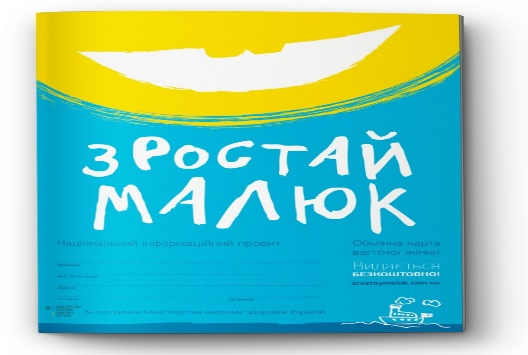 ЗРОСТАЙ
МАЛЮК
Національний інформаційний проект
Обмінна карта
вагітної жінки
Видається
БЕЗКОШТОВНО!
zrostaymaluk.com.ua
За підтримки Міністерства охорони здоров'я України